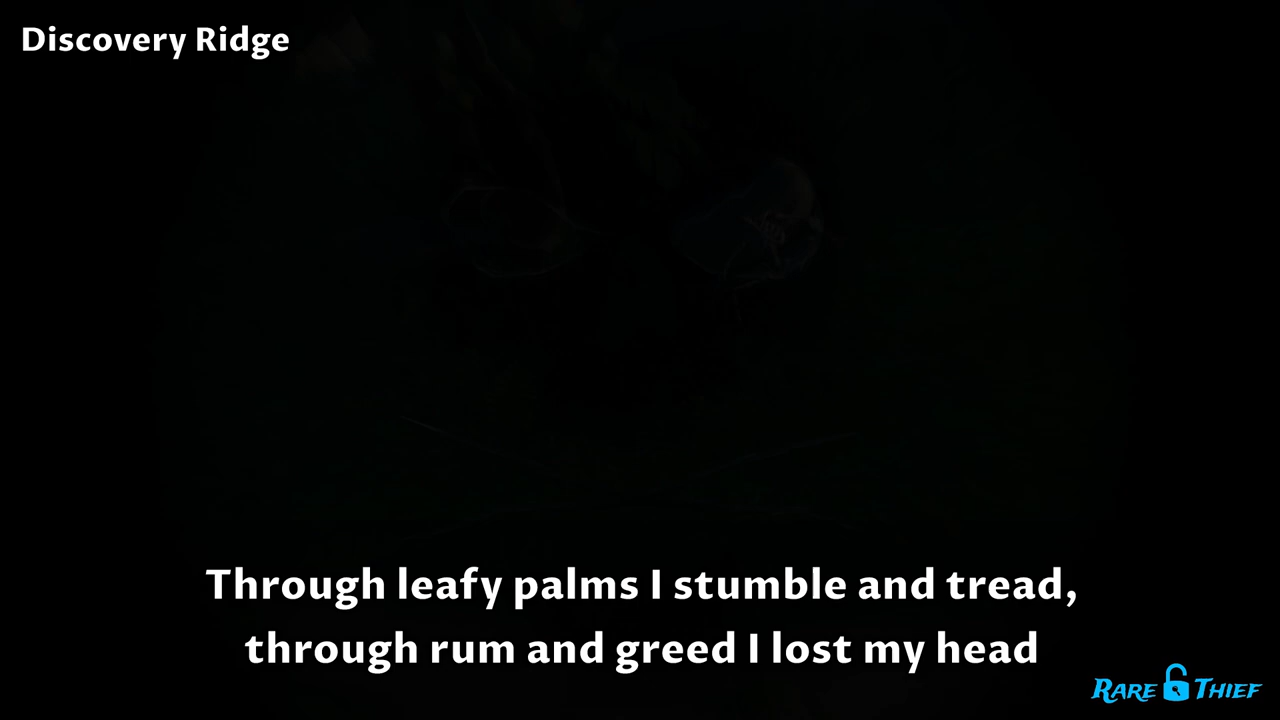 Discovery Ridge
Through leafy palms I stumble and tread,
through rum and greed I lost my head
Rare Thief